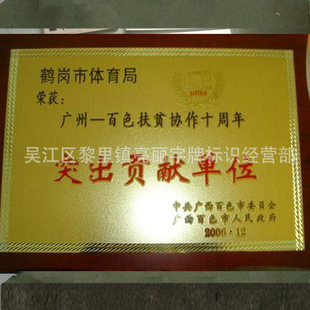 鹤岗市体育局
荣获：
广州—百色扶贫协作十周年
吴江区黎里镇高丽字牌标识经营部
突出贡献单位
中共广西百色市委员会
广西百色市人民政府
2006·12